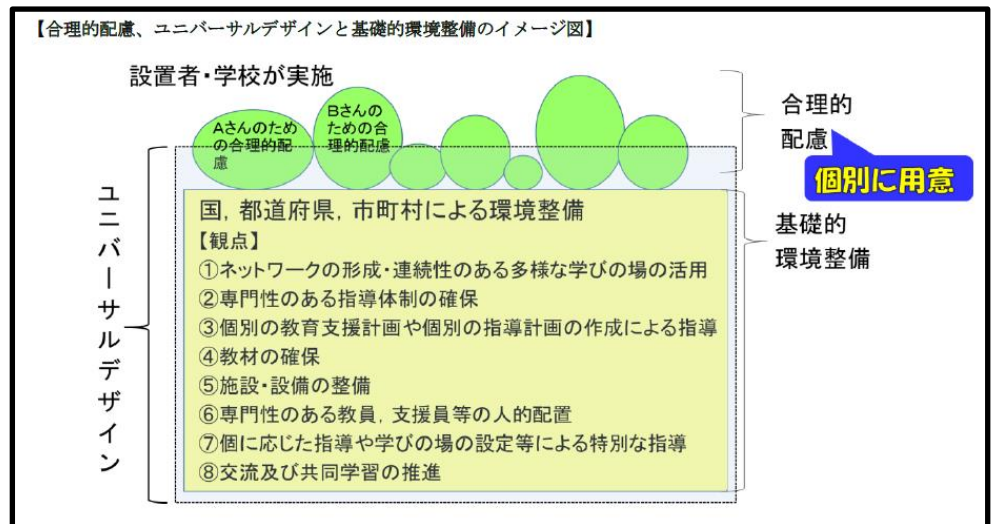 【合理的配慮、ユニバーサルデザインと基礎的環境整備のイメージ図】
設置者・学校が実施
Aさんのため
の合理的配
慮
Bさんの
ための合
理的配慮
合理的
配慮
個別に用意
ユニバーサルデザイン
国，都道府県，市町村による環境整備
【観点】
①ネットワークの形成・連続性のある多様な学びの場の活用
②専門性のある指導体制の確保
③個別の教育支援計画や個別の指導計画の作成による指導
④教材の確保
⑤施設・設備の整備
⑥専門性のある教員，支援員等の人的配置
⑦個に応じた指導や学びの場の設定等による特別な指導
⑧交流及び共同学習の推進
基礎的
環境整備